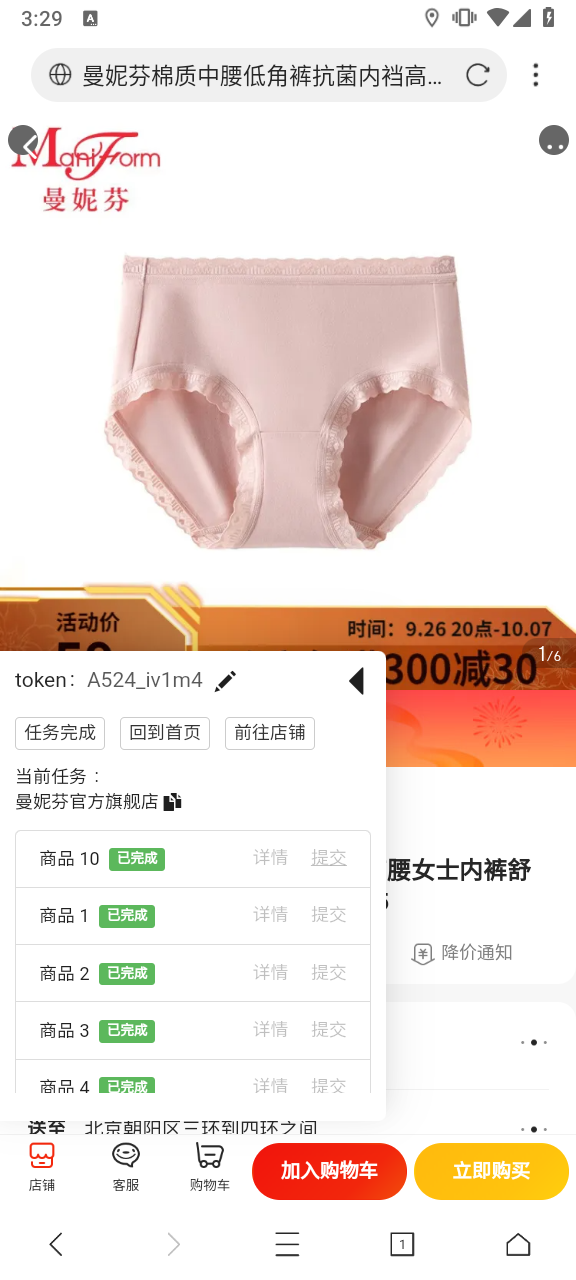 3:29
A
曼妮芬棉质中腰低角裤抗菌内裆高...
ManiForm
曼妮芬
活动价
时间：9.26 20点-10.07
300减30
1/6
token： A524_iv1m4
任务完成 回到首页 前往店铺
当前任务：
曼妮芬官方旗舰店
商品 10 已完成 详情 提交
商品 1 已完成 详情 提交
商品 2 已完成 详情 提交
商品 3 已完成 详情 提交
商品 4 已完成 详情 提交
腰女士内裤舒
降价通知
送至 北京朝阳区三环到四环之间
店铺 客服 购物车 加入购物车 立即购买
1